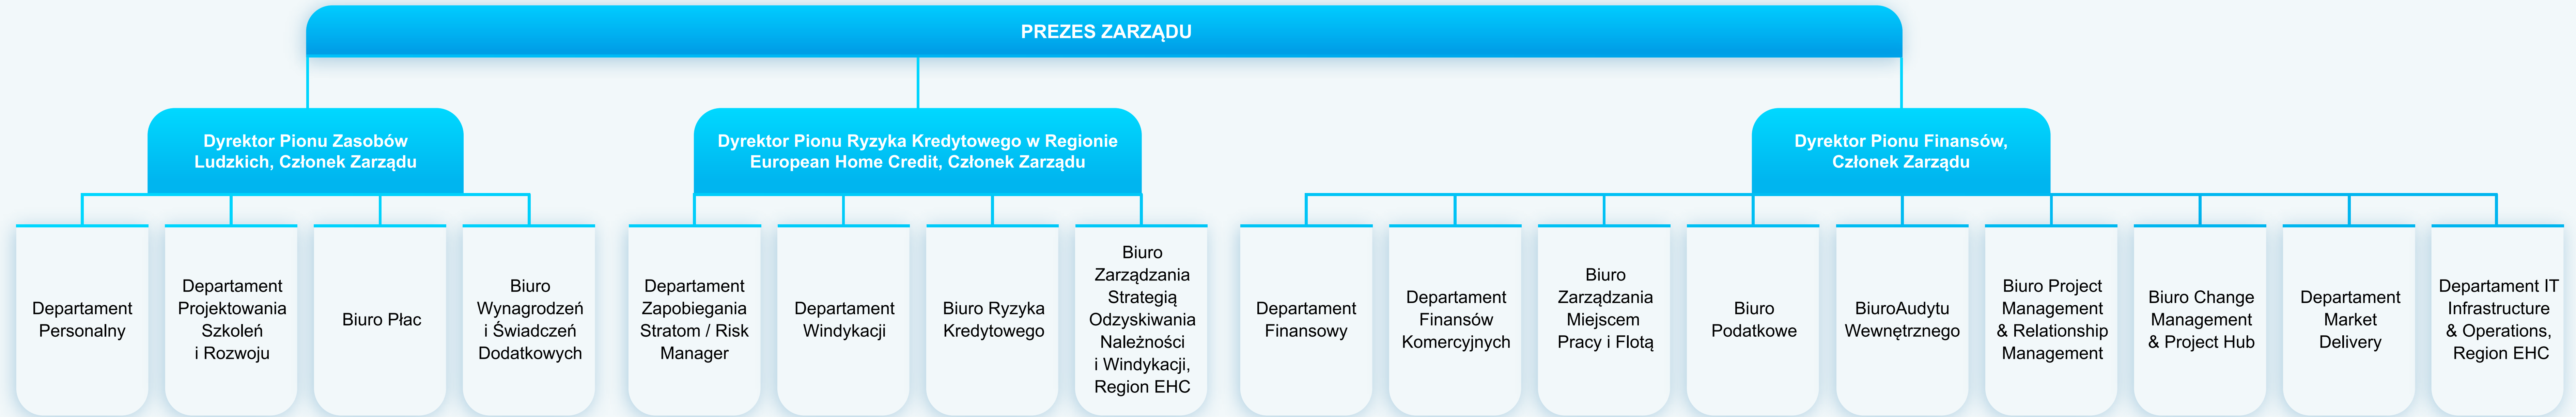 PREZES ZARZĄDU
Dyrektor Pionu Zasobów
Ludzkich, Członek Zarządu
Dyrektor Pionu Ryzyka Kredytowego w Regionie
European Home Credit, Członek Zarządu
Dyrektor Pionu Finansów,
Członek Zarządu
Departament
Personalny
Departament
Projektowania
Szkoleń
i Rozwoju
Biuro Płac
Biuro
Wynagrodzeń
i Świadczeń
Dodatkowych
Departament
Zapobiegania
Stratom / Risk
Manager
Departament
Windykacji
Biuro Ryzyka
Kredytowego
Biuro
Zarządzania
Strategią
Odzyskiwania
Należności
i Windykacji,
Region EHC
Departament
Finansowy
Departament
Finansów
Komercyjnych
Biuro
Zarządzania
Miejscem
Pracy i Flotą
Biuro
Podatkowe
BiuroAudytu
Wewnętrznego
Biuro Project
Management
& Relationship
Management
Biuro Change
Management
& Project Hub
Departament
Market
Delivery
Departament IT
Infrastructure
& Operations,
Region EHC